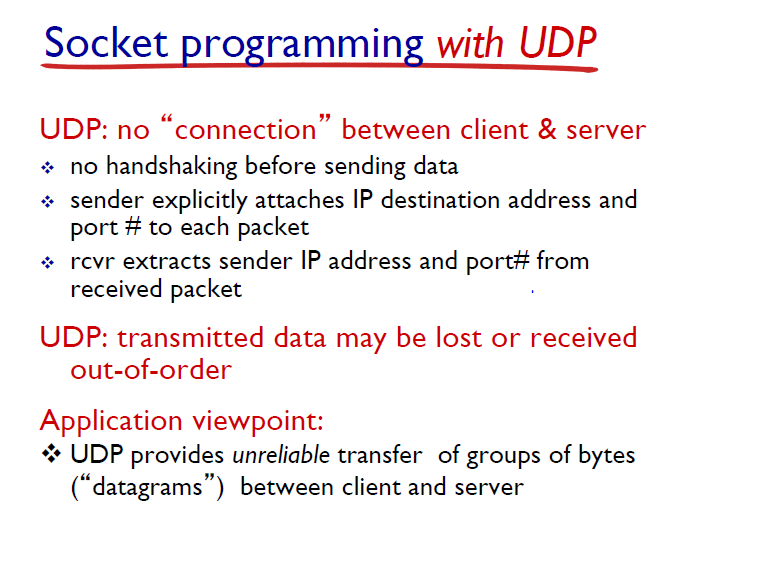 Socket programming with UDP
UDP: no “connection” between client & server
❖ no handshaking before sending data
❖ sender explicitly attaches IP destination address and
port # to each packet
❖ rcvr extracts sender IP address and port# from
received packet
UDP: transmitted data may be lost or received
out-of-order
Application viewpoint:
❖ UDP provides unreliable transfer of groups of bytes
(“datagrams”) between client and server